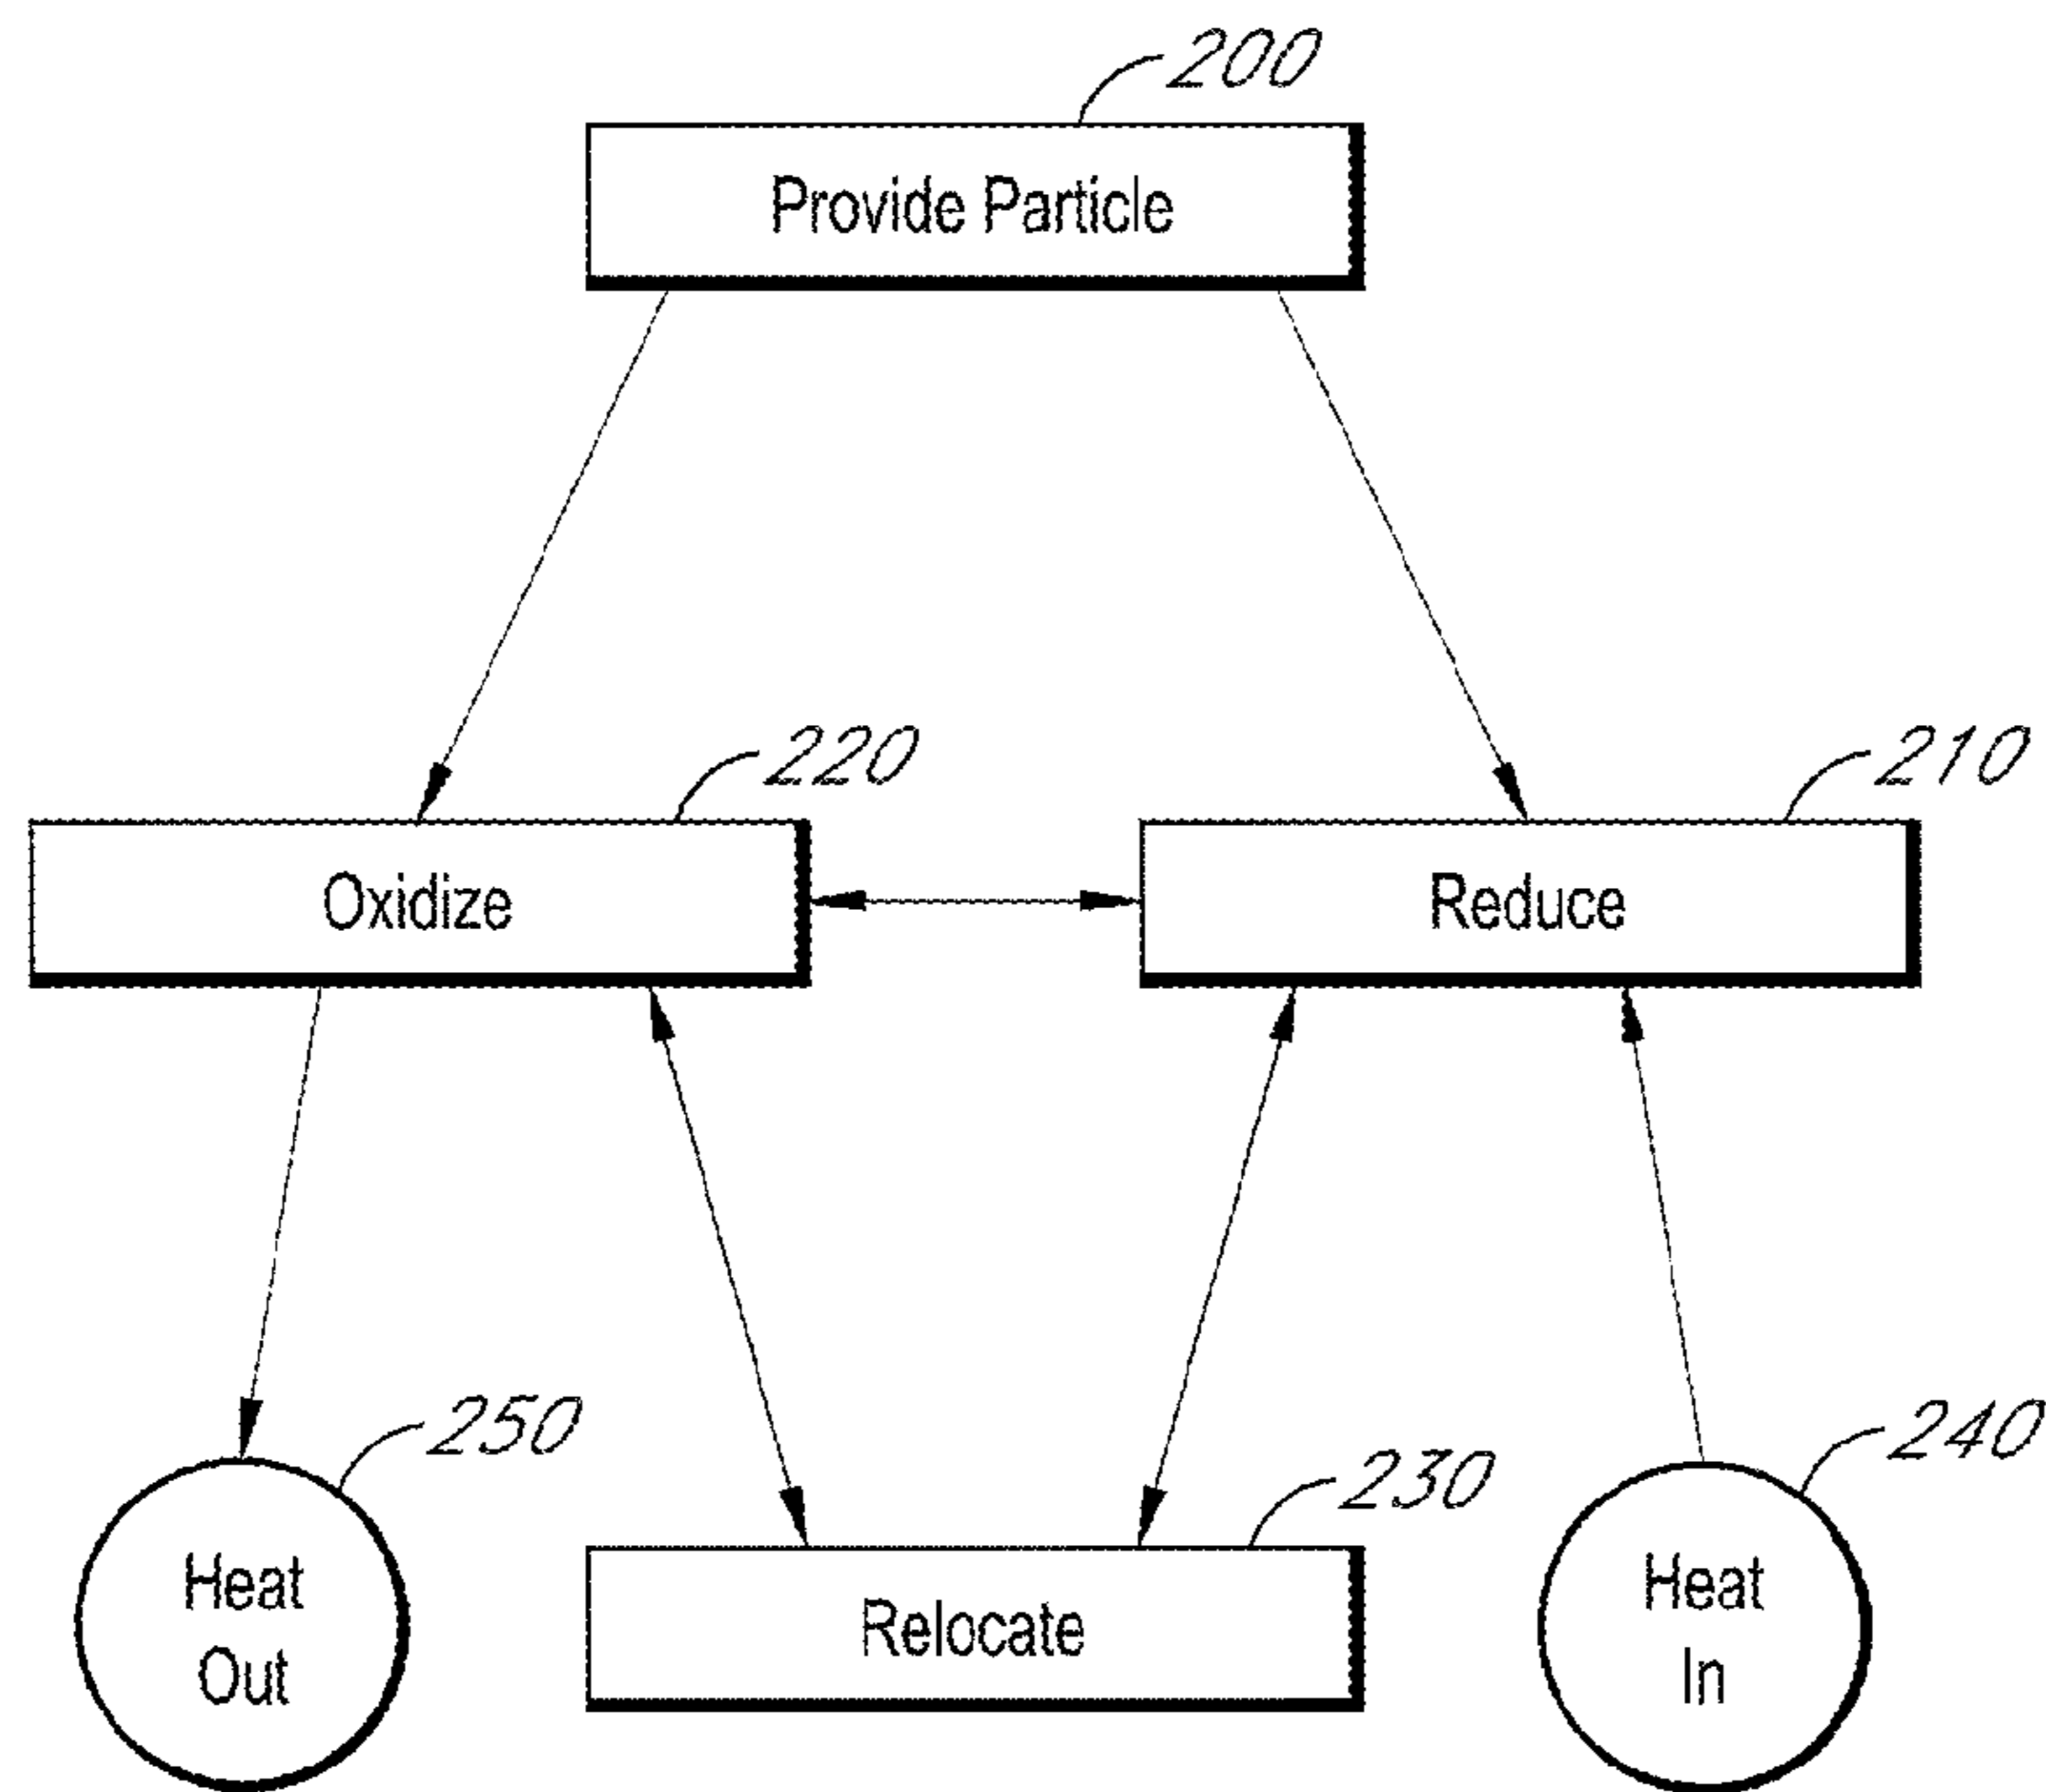 200
Provide Particle
220
210
Oxidize
Reduce
250
240
230
Heat
Out
Relocate
Heat
In